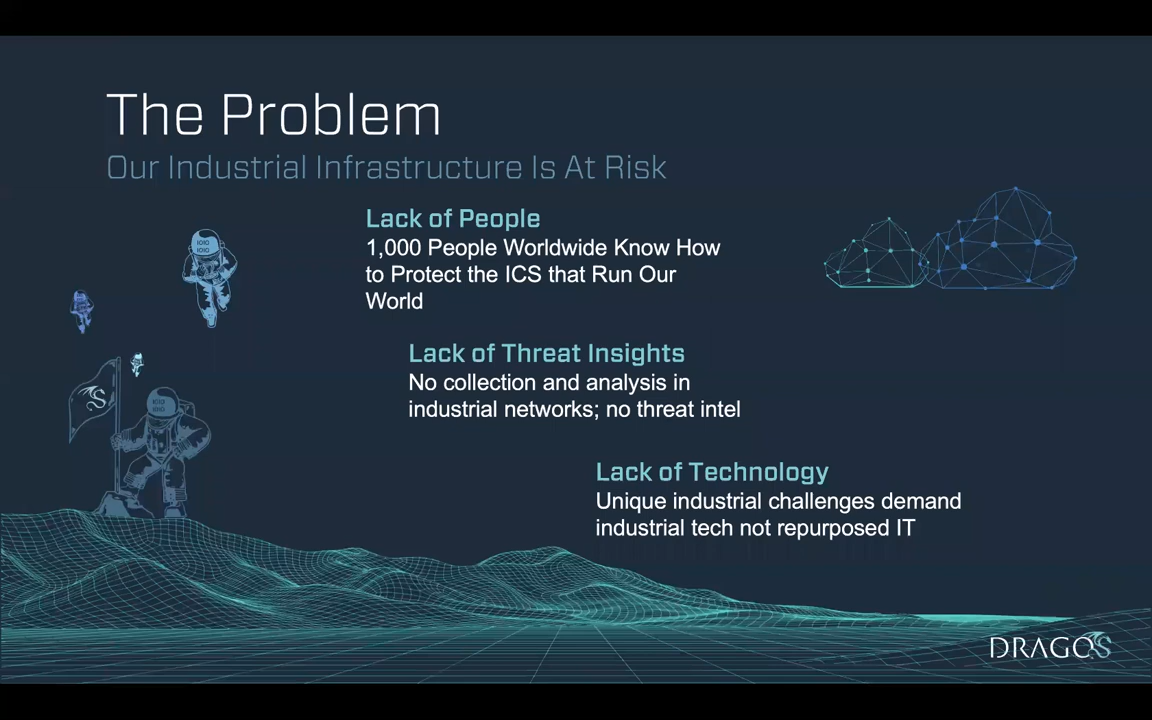 The Problem
Our Industrial Infrastructure Is At Risk
Lack of People
1,000 People Worldwide Know How
to Protect the ICS that Run Our
World
Lack of Threat Insights
No collection and analysis in
industrial networks; no threat intel
Lack of Technology
Unique industrial challenges demand
industrial tech not repurposed IT
DRAGOS